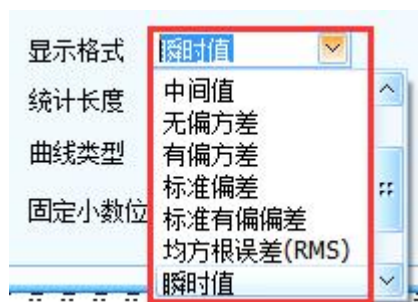 显示格式 瞬时值
统计长度
曲线类型
固定小数位
中间值
无偏方差
有偏方差
标准偏差
标准有偏偏差
均方根误差(RMS)
瞬时值